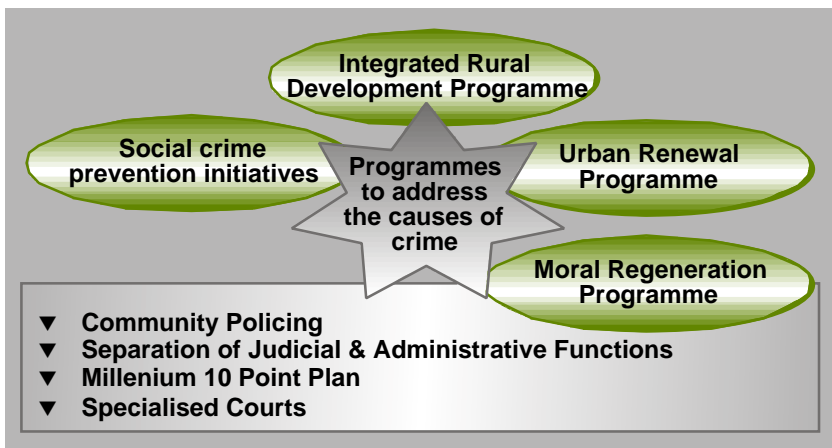 Integrated Rural
Development Programme
Social crime
prevention initiatives
Programmes
to address
the causes of
crime
Urban Renewal
Programme
Moral Regeneration
Programme
▼ Community Policing
▼ Separation of Judicial & Administrative Functions
▼ Millenium 10 Point Plan
▼ Specialised Courts